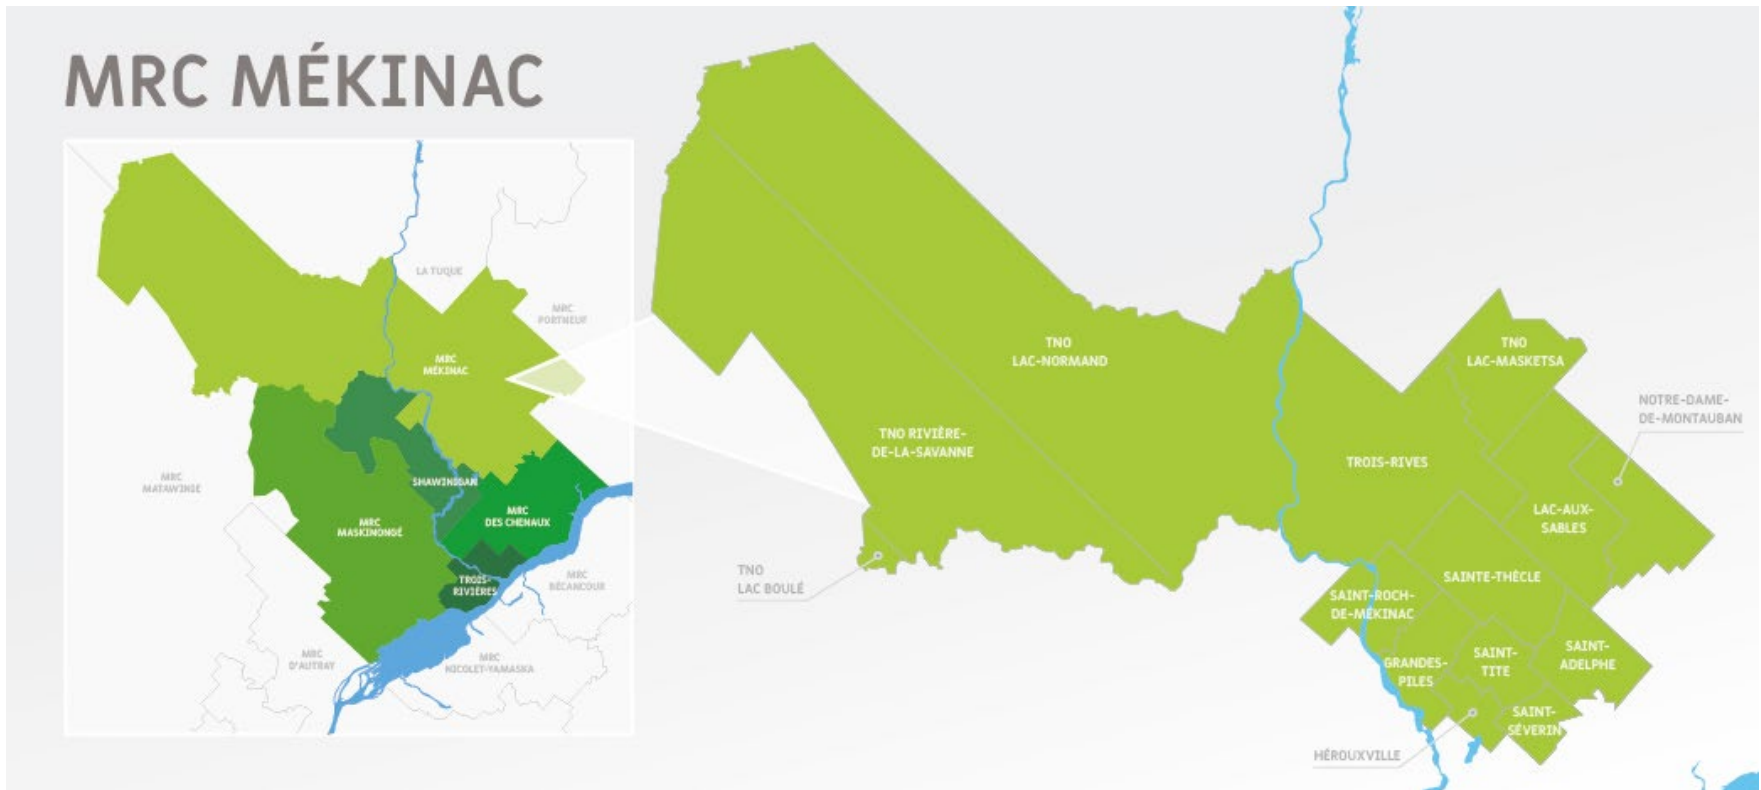 MRC MÉKINAC
LA TUQUE
MRC
PORTNEUF
MRC
MÉKINAC
MRC
MATAWINIE
SHAWINIGAN
MRC
DES CHENAUX
MRC
MASKINONGÉ
TROIS-
RIVIÈRES
MRC
BÉCANCOUR
MRC
D'AUTRAY
MRC
NICOLET-YAMASKA
TNO
LAC-NORMAND
TNO
LAC-MASKETSA
NOTRE-DAME-
DE-MONTAUBAN
TNO RIVIÈRE-
DE-LA-SAVANNE
TROIS-RIVES
LAC-AUX-
SABLES
TNO
LAC BOULÉ
SAINTE-THÈCLE
SAINT-ROCH-
DE-MÉKINAC
SAINT-
TITE
SAINT-
ADELPHE
GRANDES-
PILES
SAINT-
SÉVERIN
HÉROUXVILLE